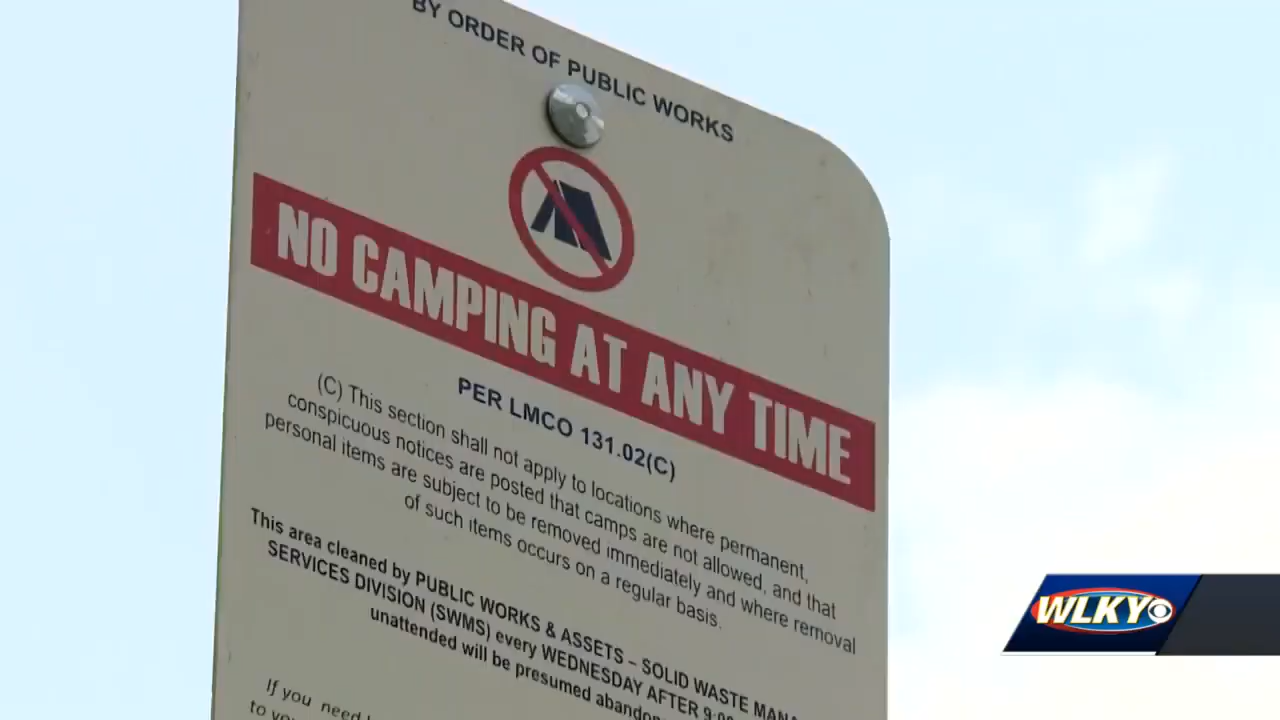 BY ORDER OF PUBLIC WORKS
NO CAMPING AT ANY TIME
PER LMCO 131.02(C)
(C) This section shall not apply to locations where permanent,
conspicuous notices are posted that camps are not allowed, and that
personal items are subject to be removed immediately and where removal
of such items occurs on a regular basis.
This area cleaned by PUBLIC WORKS & ASSETS – SOLID WASTE
SERVICES DIVISION (SWMS) every WEDNESDAY AFTER
unattended will be presumed
If you need
WLKY